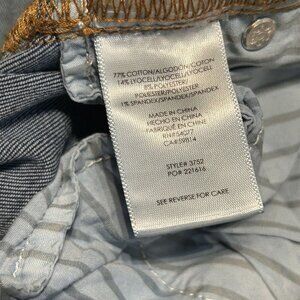 77% COTTON/ALGODON/COTON
14% LYOCELL/LYOCELL/LYOCELL
8% POLYESTER/
POLIESTER/POLYESTER
1% SPANDEX/SPANDEX/SPANDEX
MADE IN CHINA
HECHO EN CHINA
FABRIQUÉ EN CHINE
RN# 54077
CA# 59814
STYLE# 3752
PO# 221616
SEE REVERSE FOR CARE